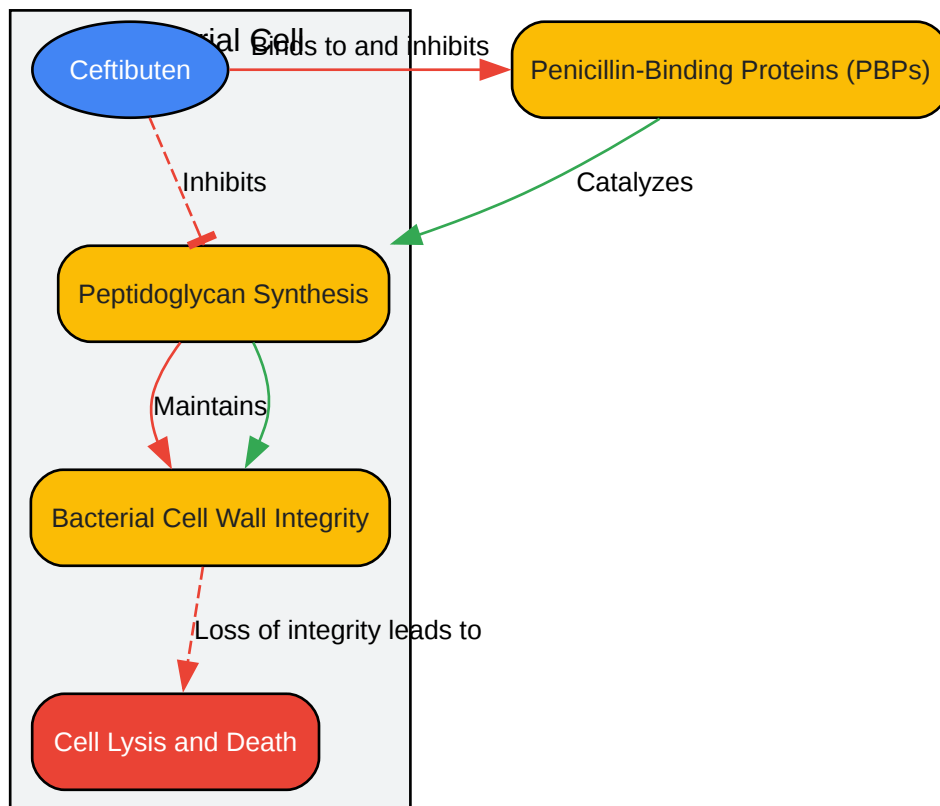 Cell
Ceftibuten
Binds to and inhibits
Penicillin-Binding Proteins (PBPs)
Inhibits
Catalyzes
Peptidoglycan Synthesis
Maintains
Bacterial Cell Wall Integrity
Loss of integrity leads to
Cell Lysis and Death